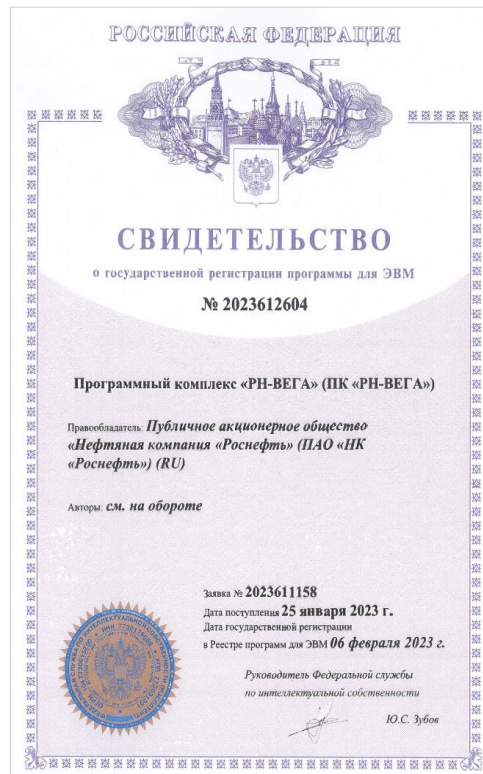 РОССИЙСКАЯ ФЕДЕРАЦИЯ
СВИДЕТЕЛЬСТВО
о государственной регистрации программы для ЭВМ
№ 2023612604
Программный комплекс «РН-ВЕГА» (ПК «РН-ВЕГА»)
Правообладатель: Публичное акционерное общество
«Нефтяная компания «Роснефть» (ПАО «НК
«Роснефть») (RU)
Авторы: см. на обороте
Заявка № 2023611158
Дата поступления 25 января 2023 г.
Дата государственной регистрации
в Реестре программ для ЭВМ 06 февраля 2023 г.
Руководитель Федеральной службы
по интеллектуальной собственности
Ю.С. Зубов